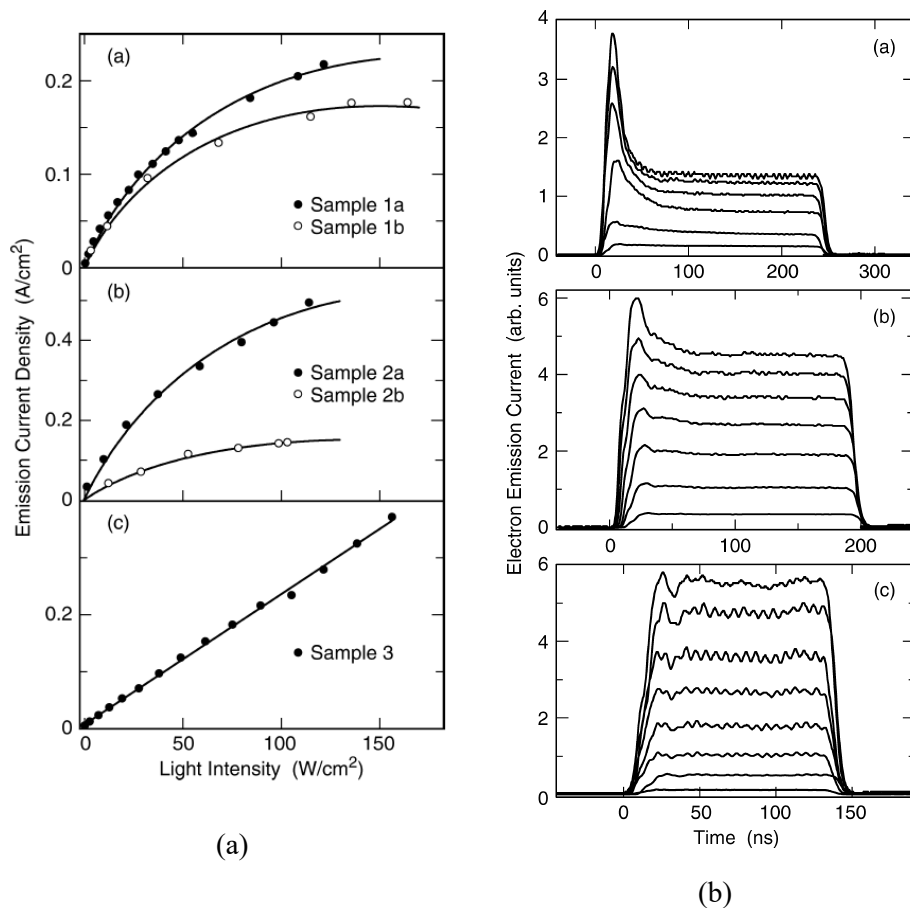 (a)
0.2
0.1
0
Sample 1a
Sample 1b
(b)
0.4
0.2
0
Sample 2a
Sample 2b
(c)
0.2
0
Sample 3
0 50 100 150
Light Intensity (W/cm²)
Emission Current Density (A/cm²)
(a)
4
3
2
1
0
(a)
0 100 200 300
6
4
2
0
(b)
0 100 200
6
4
2
0
(c)
0 50 100 150
Time (ns)
Electron Emission Current (arb. units)
(b)